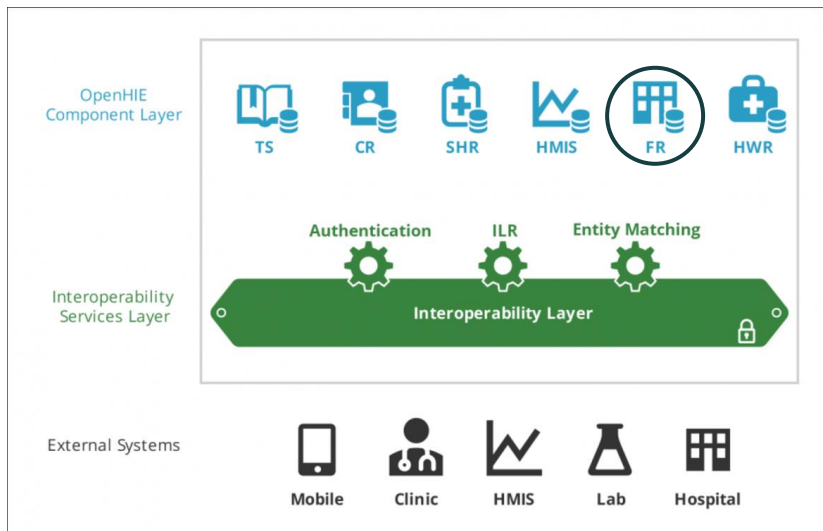 OpenHIE
Component Layer
TS
CR
SHR
HMIS
FR
HWR
Authentication
ILR
Entity Matching
Interoperability
Services Layer
Interoperability Layer
External Systems
Mobile
Clinic
HMIS
Lab
Hospital